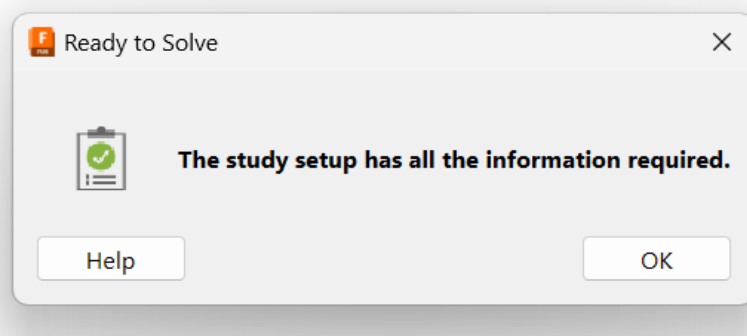 Ready to Solve
The study setup has all the information required.
Help
OK